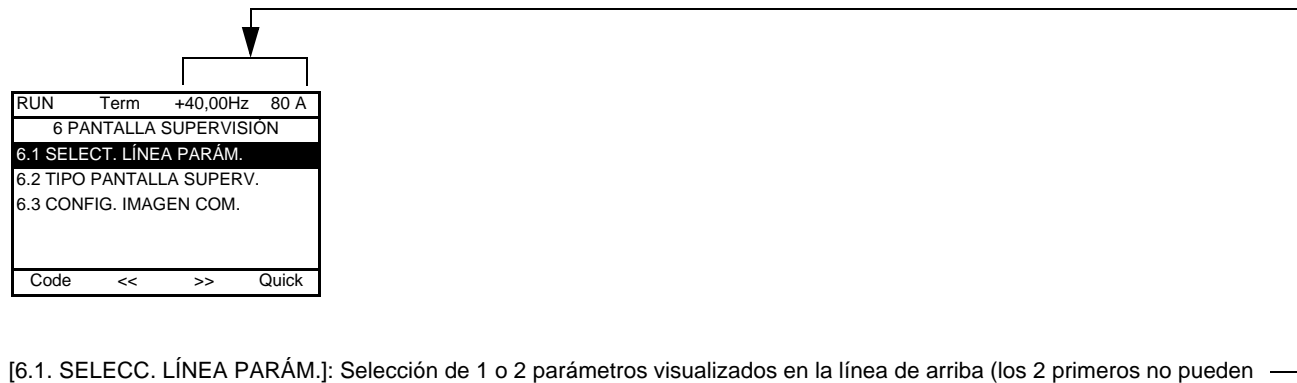 RUN Term +40,00Hz 80 A
6 PANTALLA SUPERVISIÓN
6.1 SELECT. LÍNEA PARÁM.
6.2 TIPO PANTALLA SUPERV.
6.3 CONFIG. IMAGEN COM.
Code << >> Quick
[6.1. SELECC. LÍNEA PARÁM.]: Selección de 1 o 2 parámetros visualizados en la línea de arriba (los 2 primeros no pueden